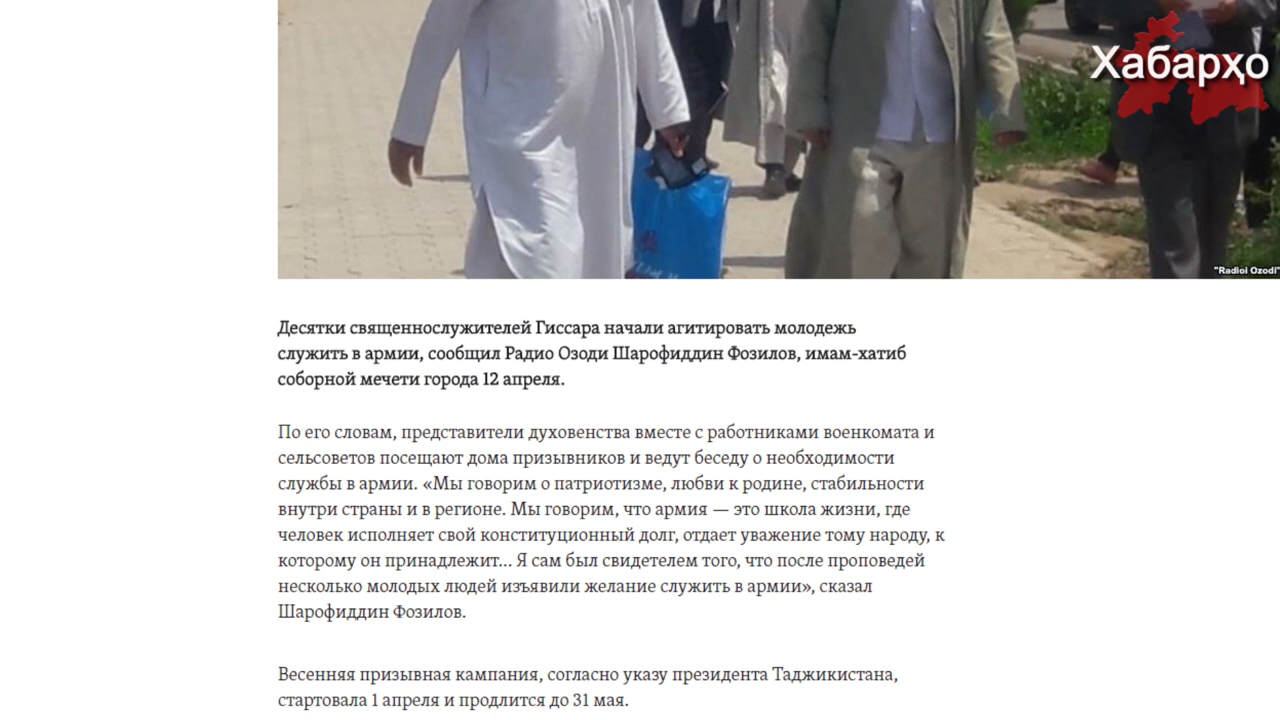 Хабарҳо
"Radioi Ozodi"
Десятки священнослужителей Гиссара начали агитировать молодежь
служить в армии, сообщил Радио Озоди Шарофиддин Фозилов, имам-хатиб
соборной мечети города 12 апреля.
По его словам, представители духовенства вместе с работниками военкомата и
сельсоветов посещают дома призывников и ведут беседу о необходимости
службы в армии. «Мы говорим о патриотизме, любви к родине, стабильности
внутри страны и в регионе. Мы говорим, что армия — это школа жизни, где
человек исполняет свой конституционный долг, отдает уважение тому народу, к
которому он принадлежит... Я сам был свидетелем того, что после проповедей
несколько молодых людей изъявили желание служить в армии», сказал
Шарофиддин Фозилов.
Весенняя призывная кампания, согласно указу президента Таджикистана,
стартовала 1 апреля и продлится до 31 мая.